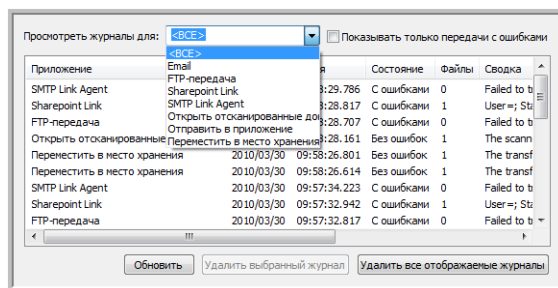 Просмотреть журналы для: <ВСЕ> Показывать только передачи с ошибками
<ВСЕ>
Email
FTP-передача
Sharepoint Link
SMTP Link Agent
Открыть отсканированные
Отправить в приложение
Переместить в место хранения
Приложение Состояние Файлы Сводка
SMTP Link Agent :29.786 С ошибками 0 Failed to
Sharepoint Link :28.817 С ошибками 1 User=;
FTP-передача :28.707 С ошибками 0 Failed to
Открыть отсканированные :28.161 Без ошибок 1 The scann
Переместить в место хранения 2010/03/30 09:58:26.801 Без ошибок 1 The transf
Переместить в место хранения 2010/03/30 09:58:26.614 Без ошибок 1 The transf
SMTP Link Agent 2010/03/30 09:57:34.223 С ошибками 0 Failed to
Sharepoint Link 2010/03/30 09:57:32.942 С ошибками 1 User=;
FTP-передача 2010/03/30 09:57:32.817 С ошибками 0 Failed to
Обновить Удалить выбранный журнал Удалить все отображаемые журналы